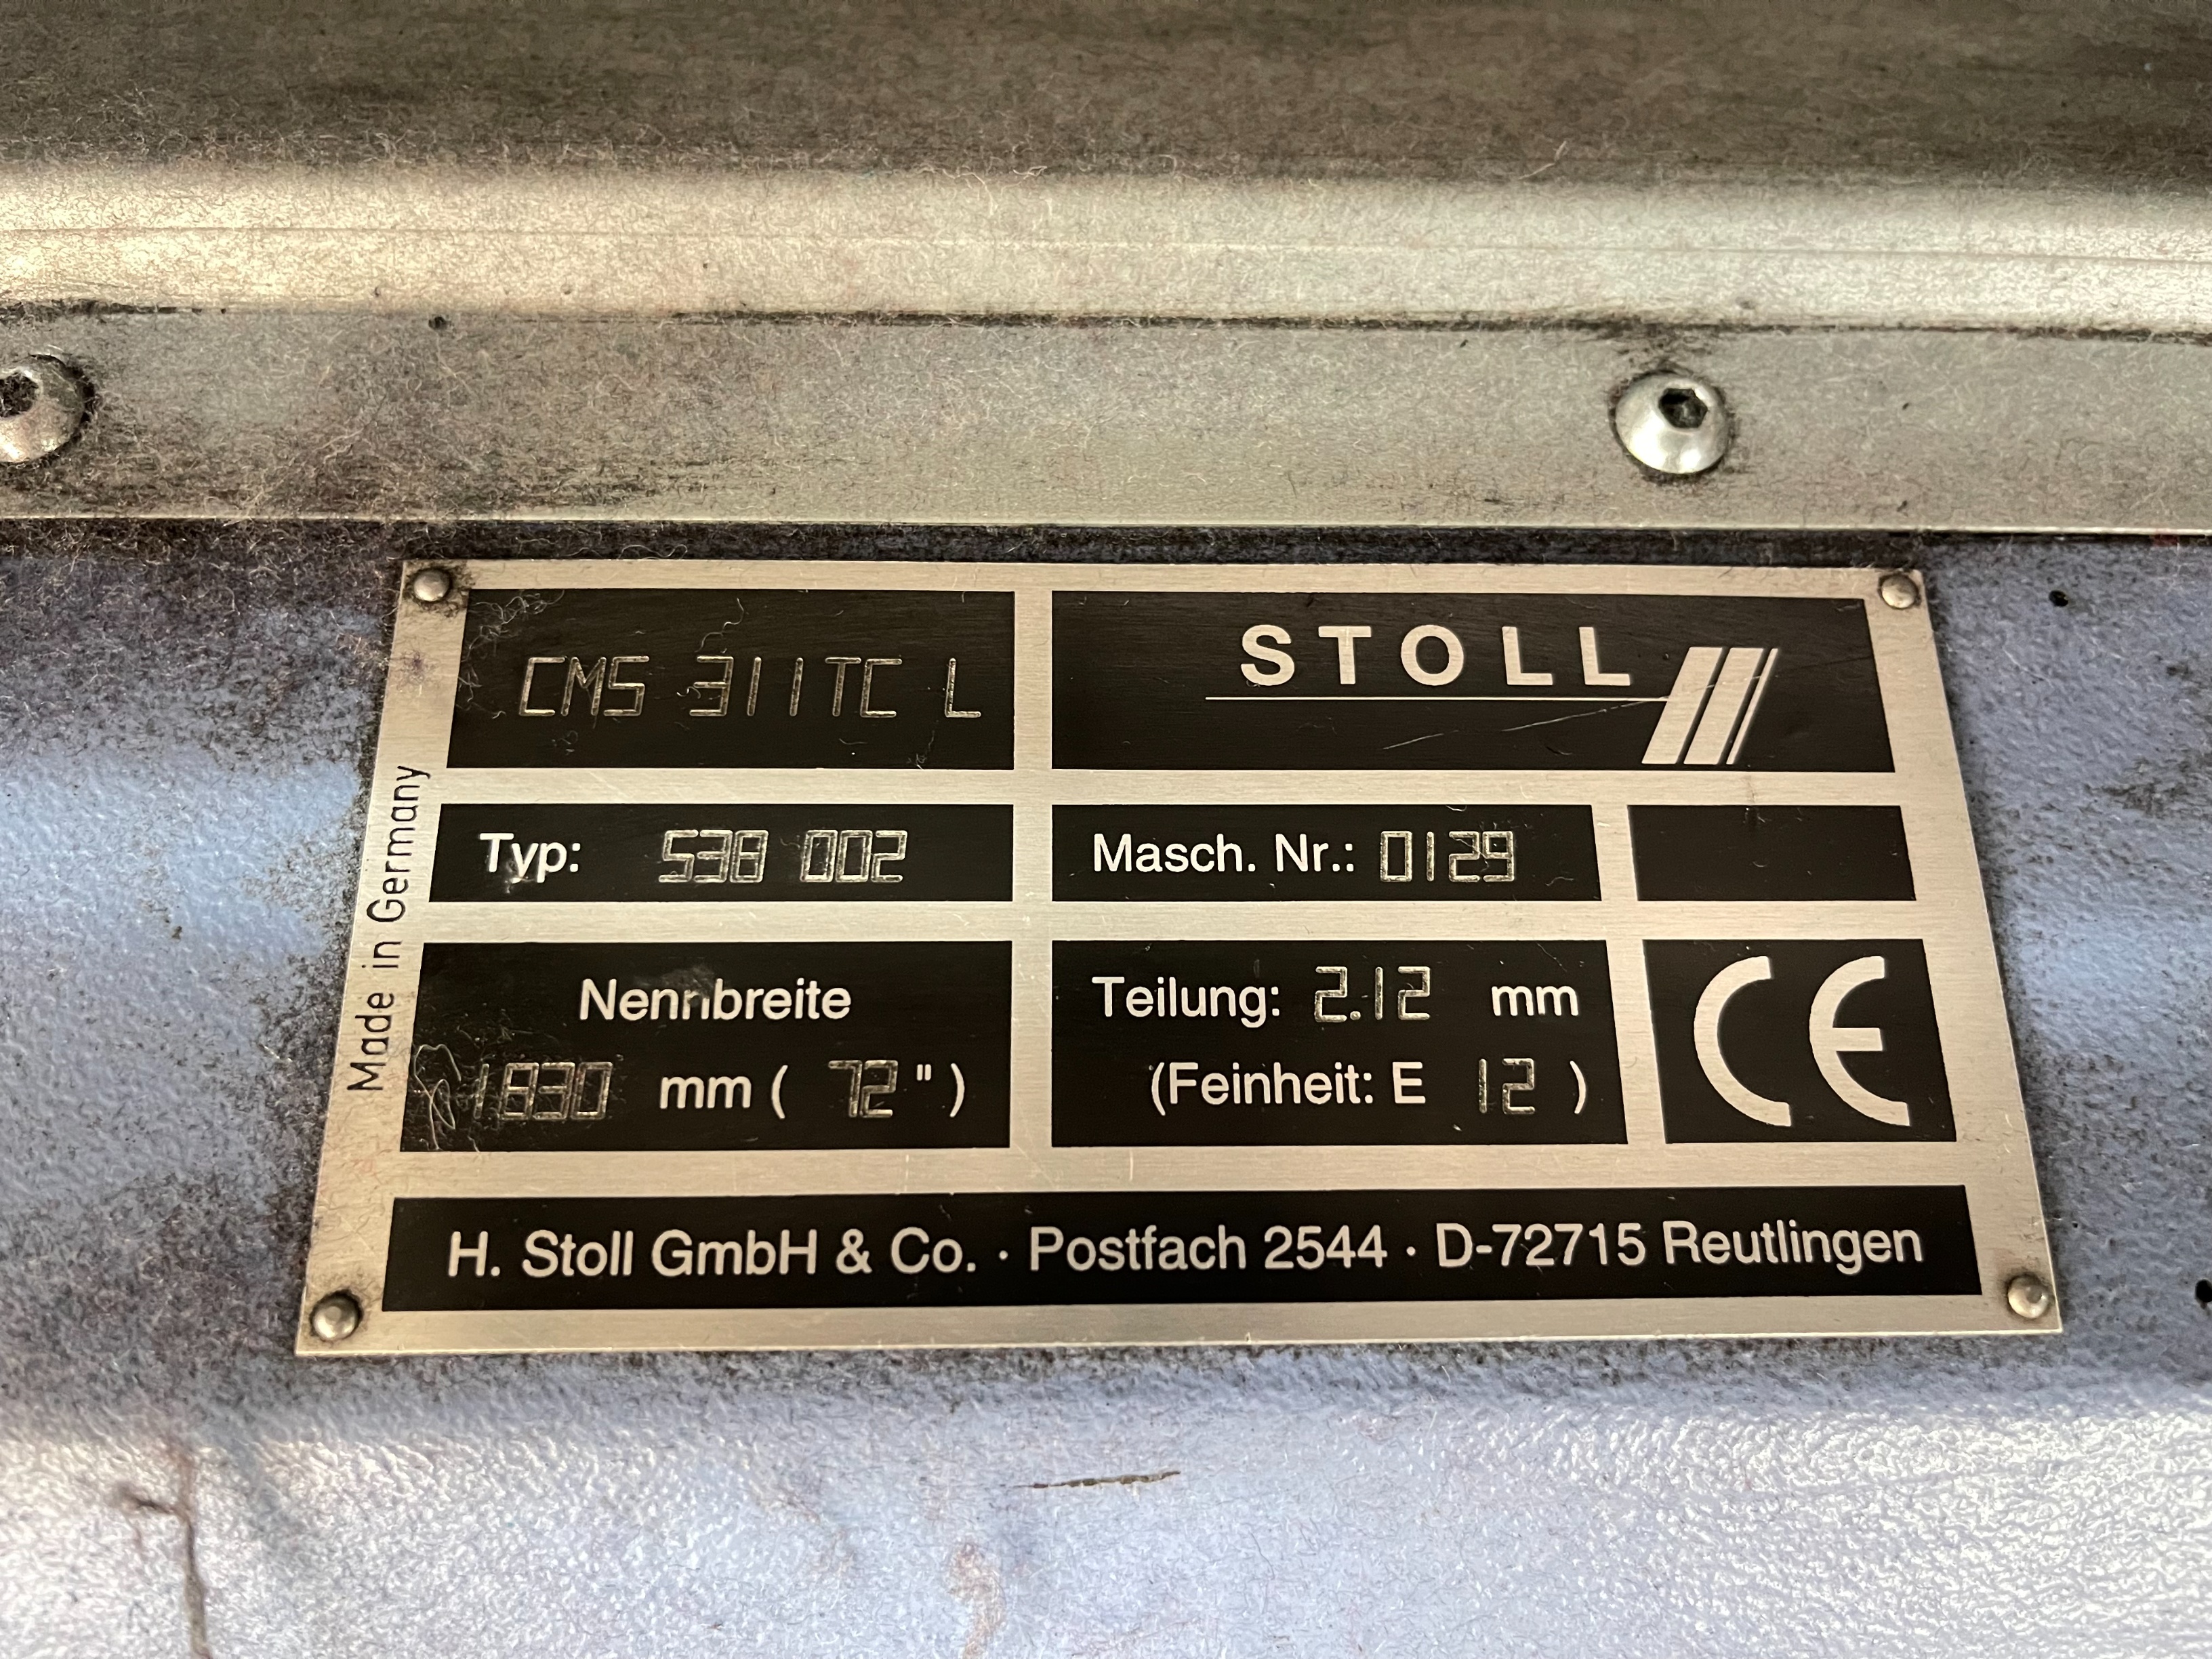 CMS 311TC L
STOLL
Typ: 538 002
Masch. Nr.: 0129
Nennbreite
1830 mm ( 72" )
Teilung: 2.12 mm
(Feinheit: E 12 )
CE
H. Stoll GmbH & Co. · Postfach 2544 · D-72715 Reutlingen
Made in Germany